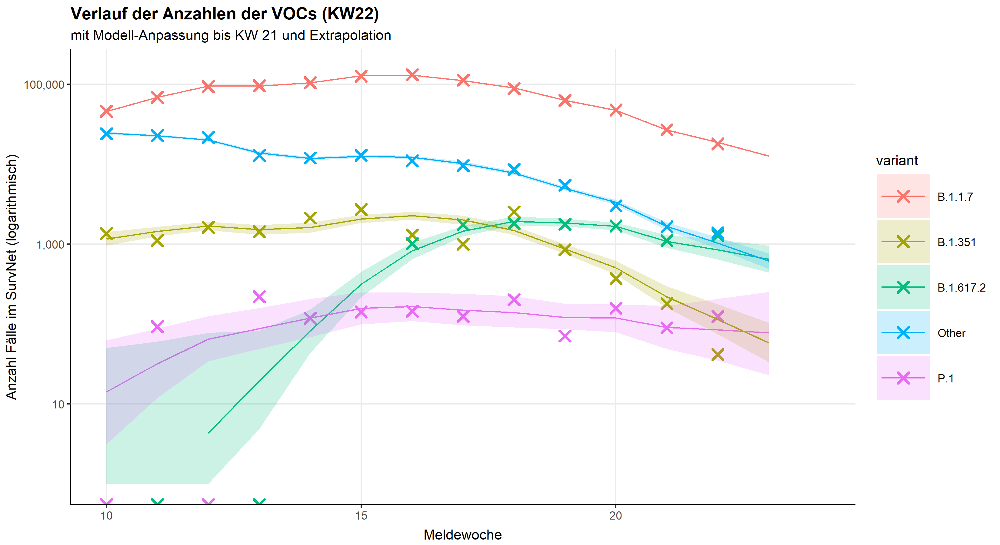 Verlauf der Anzahlen der VOCs (KW22)
mit Modell-Anpassung bis KW 21 und Extrapolation
Anzahl Fälle im SurvNet (logarithmisch)
100,000
1,000
10
10
15
20
Meldewoche
variant
B.1.1.7
B.1.351
B.1.617.2
Other
P.1